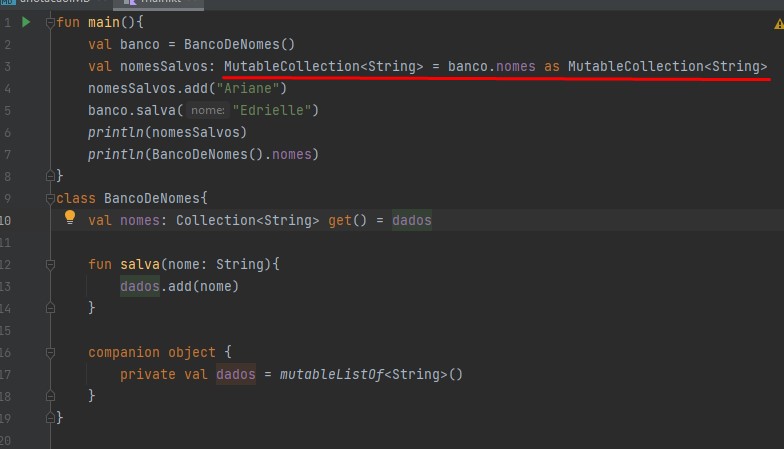 1 fun main(){
2 val banco = BancoDeNomes()
3 val nomesSalvos: MutableCollection<String> = banco.nomes as MutableCollection<String>
4 nomesSalvos.add("Ariane")
5 banco.salva( nome: "Edrielle")
6 println(nomesSalvos)
7 println(BancoDeNomes().nomes)
8 }
9 class BancoDeNomes{
10 val nomes: Collection<String> get() = dados
11
12 fun salva(nome: String){
13 dados.add(nome)
14 }
15
16 companion object {
17 private val dados = mutableListOf<String>()
18 }
19 }
20